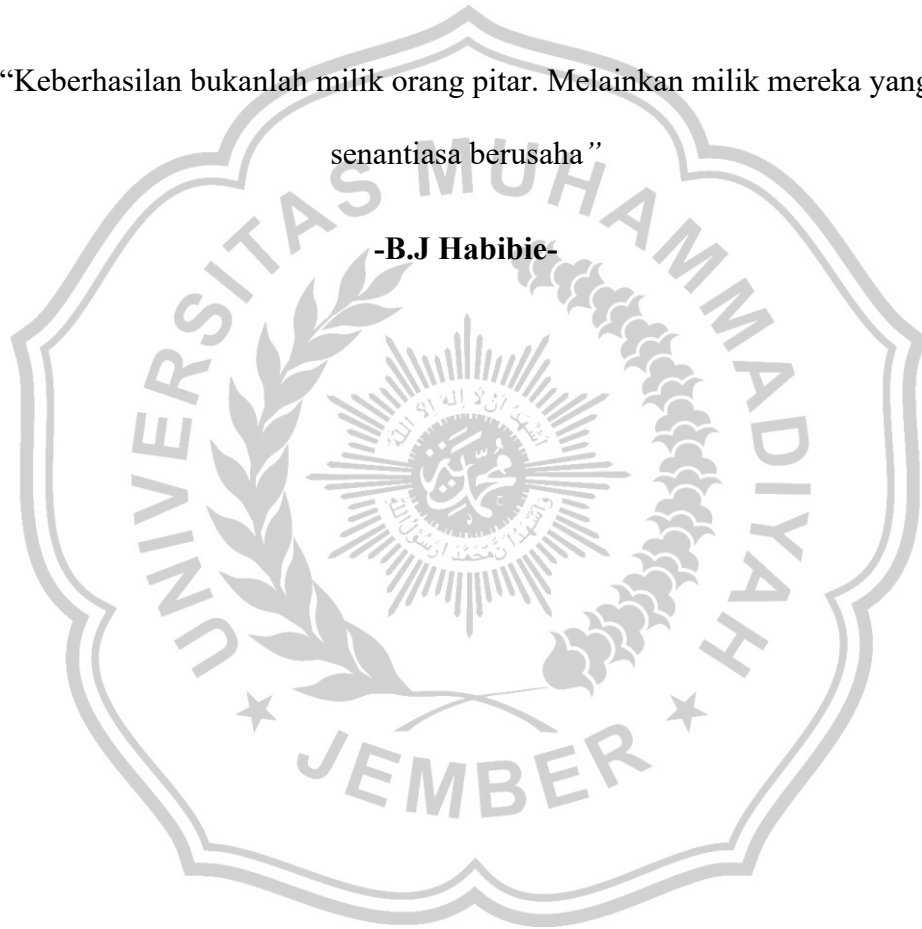 “Keberhasilan bukanlah milik orang pitar. Melainkan milik mereka yang
senantiasa berusaha”
-B.J Habibie-
UNIVERSITAS MUHAMMADIYAH
JEMBER